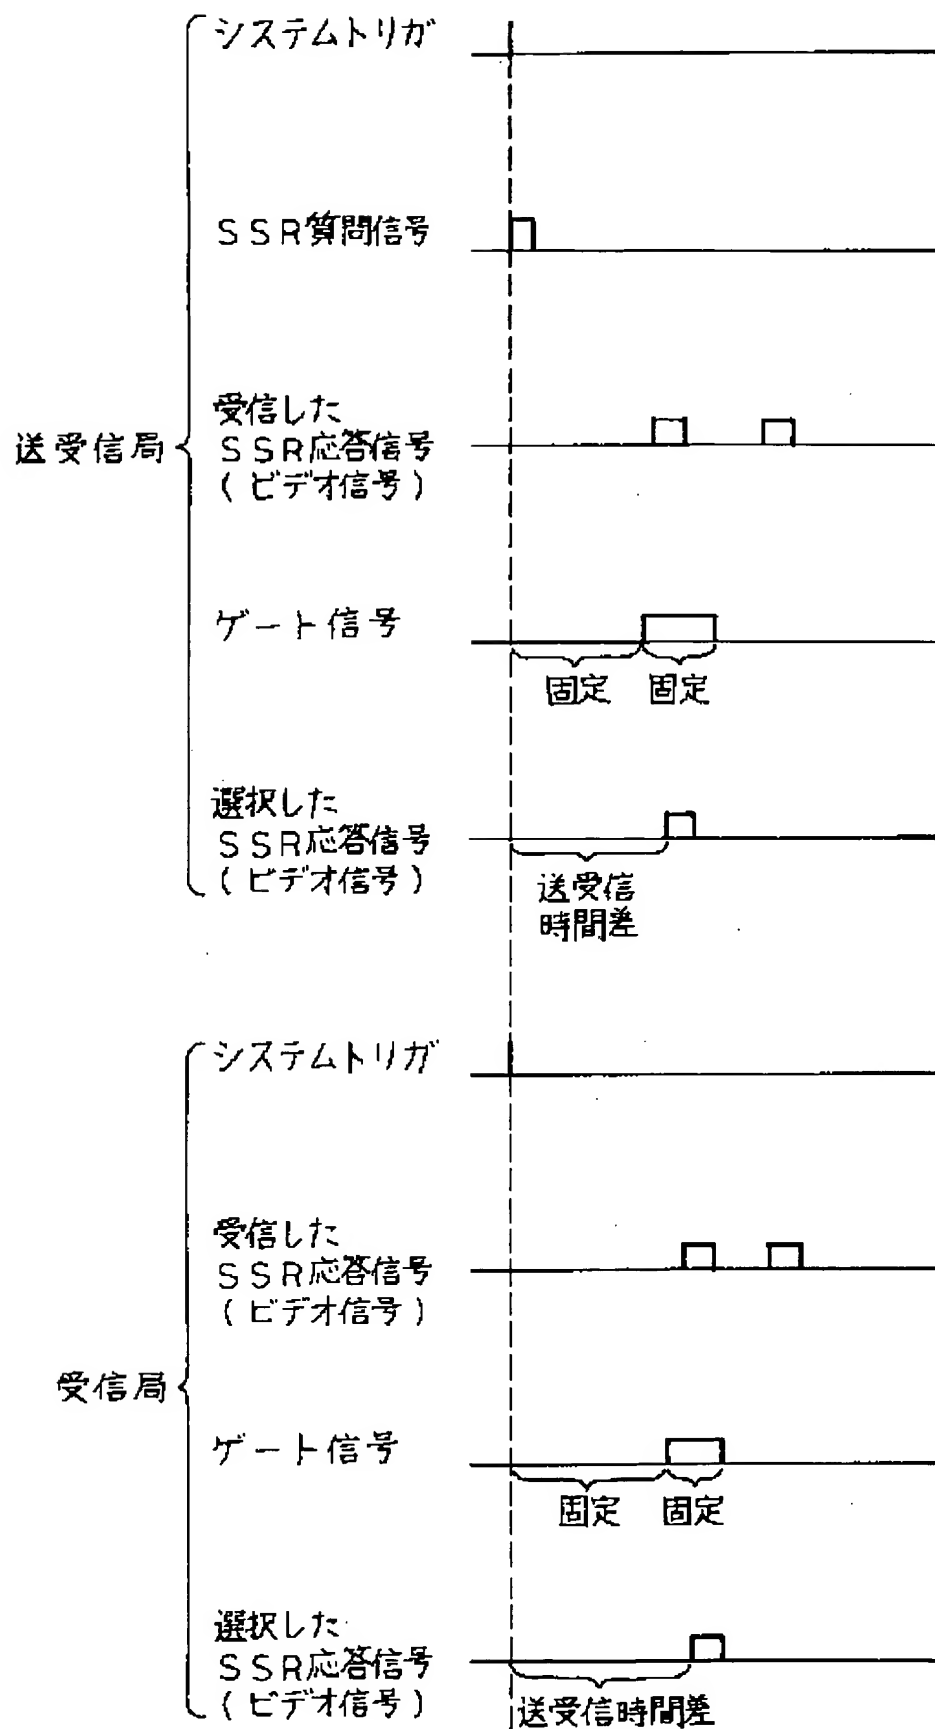 システムトリガ
SSR質問信号
受信した
SSR応答信号
(ビデオ信号)
送受信局
ゲート信号
固定 固定
選択した
SSR応答信号
(ビデオ信号)
送受信
時間差
システムトリガ
受信した
SSR応答信号
(ビデオ信号)
受信局
ゲート信号
固定 固定
選択した
SSR応答信号
(ビデオ信号)
送受信時間差